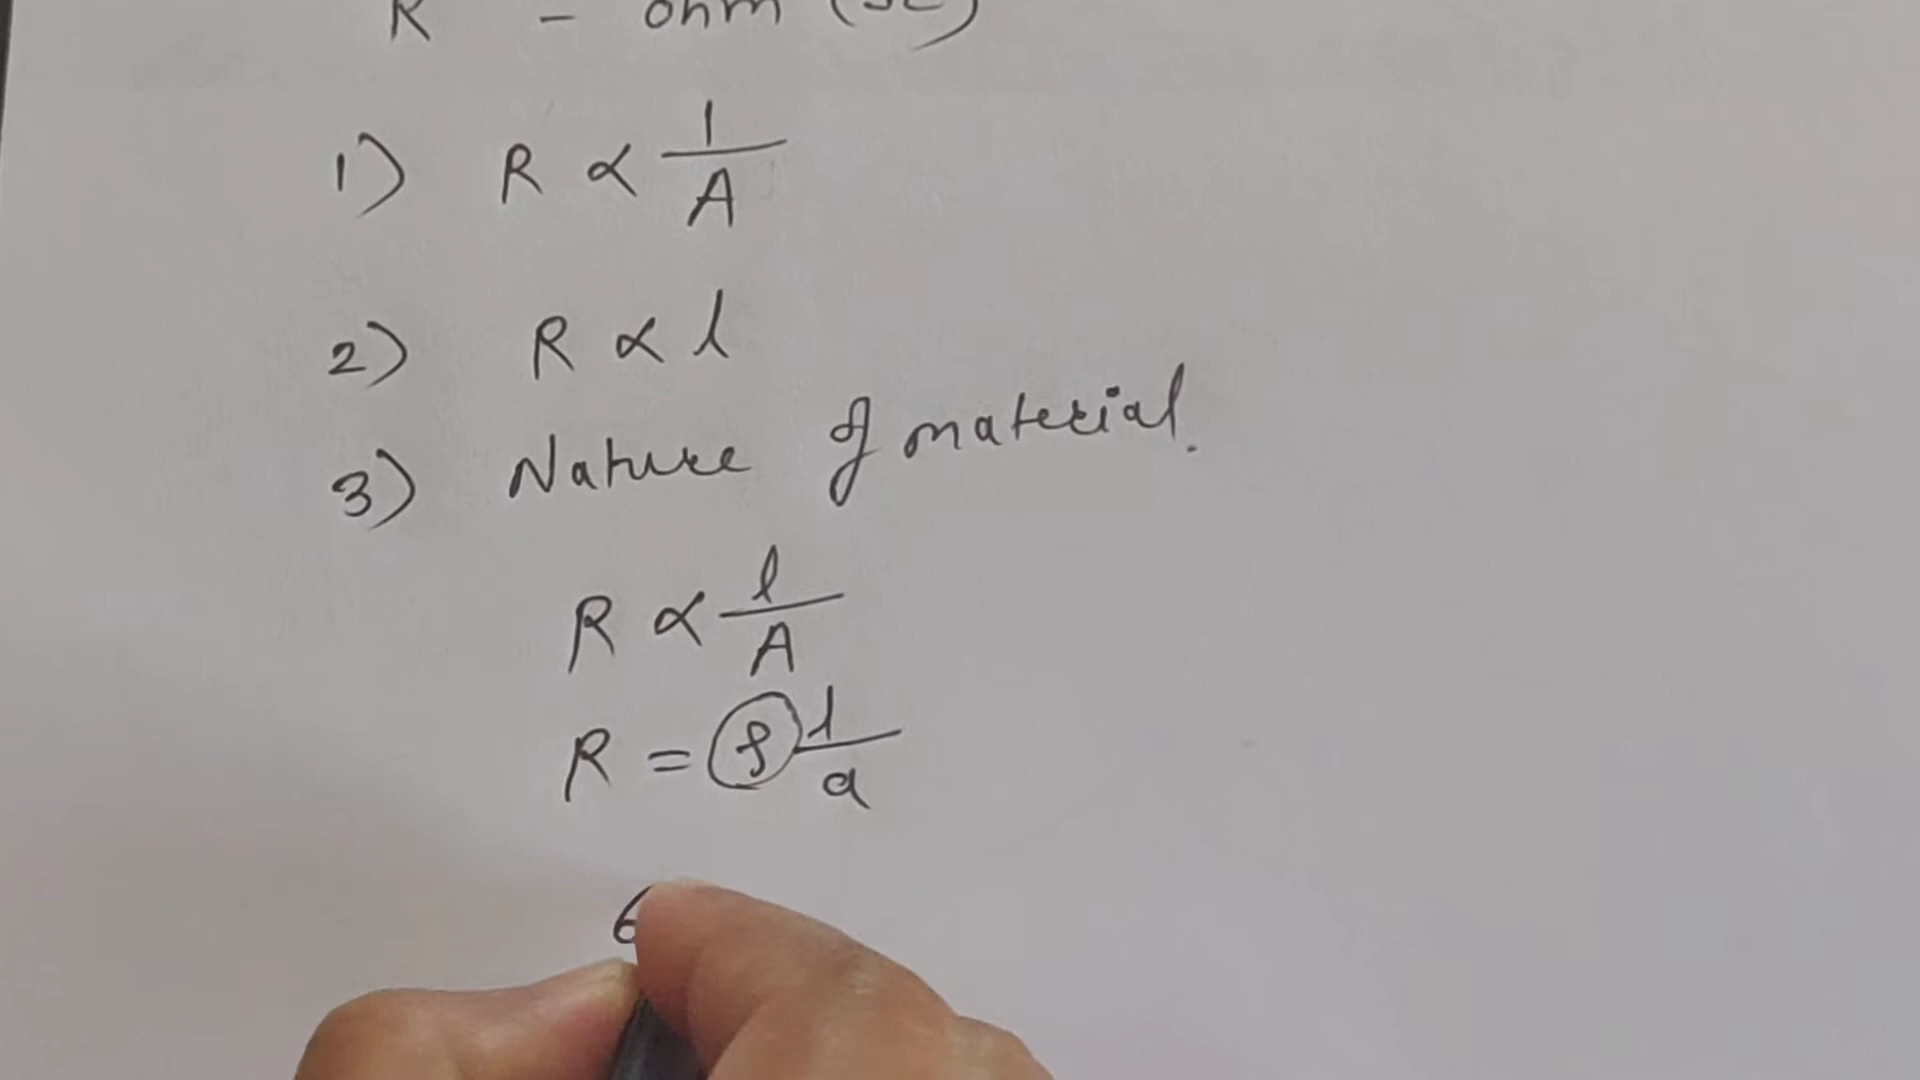 R - ohm (Ω)
1) R ∝ 1/A
2) R ∝ l
3) Nature of material.
R ∝ l/A
R = ρ l/a